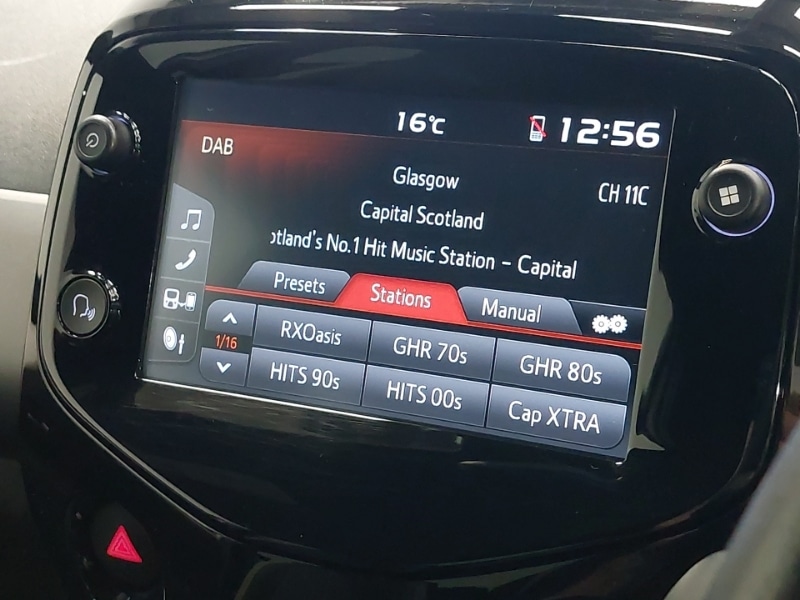 16°C 12:56
DAB
Glasgow
CH 11C
Capital Scotland
otland's No.1 Hit Music Station – Capital
Presets Stations Manual
1/16
RXOasis GHR 70s GHR 80s
HITS 90s HITS 00s Cap XTRA